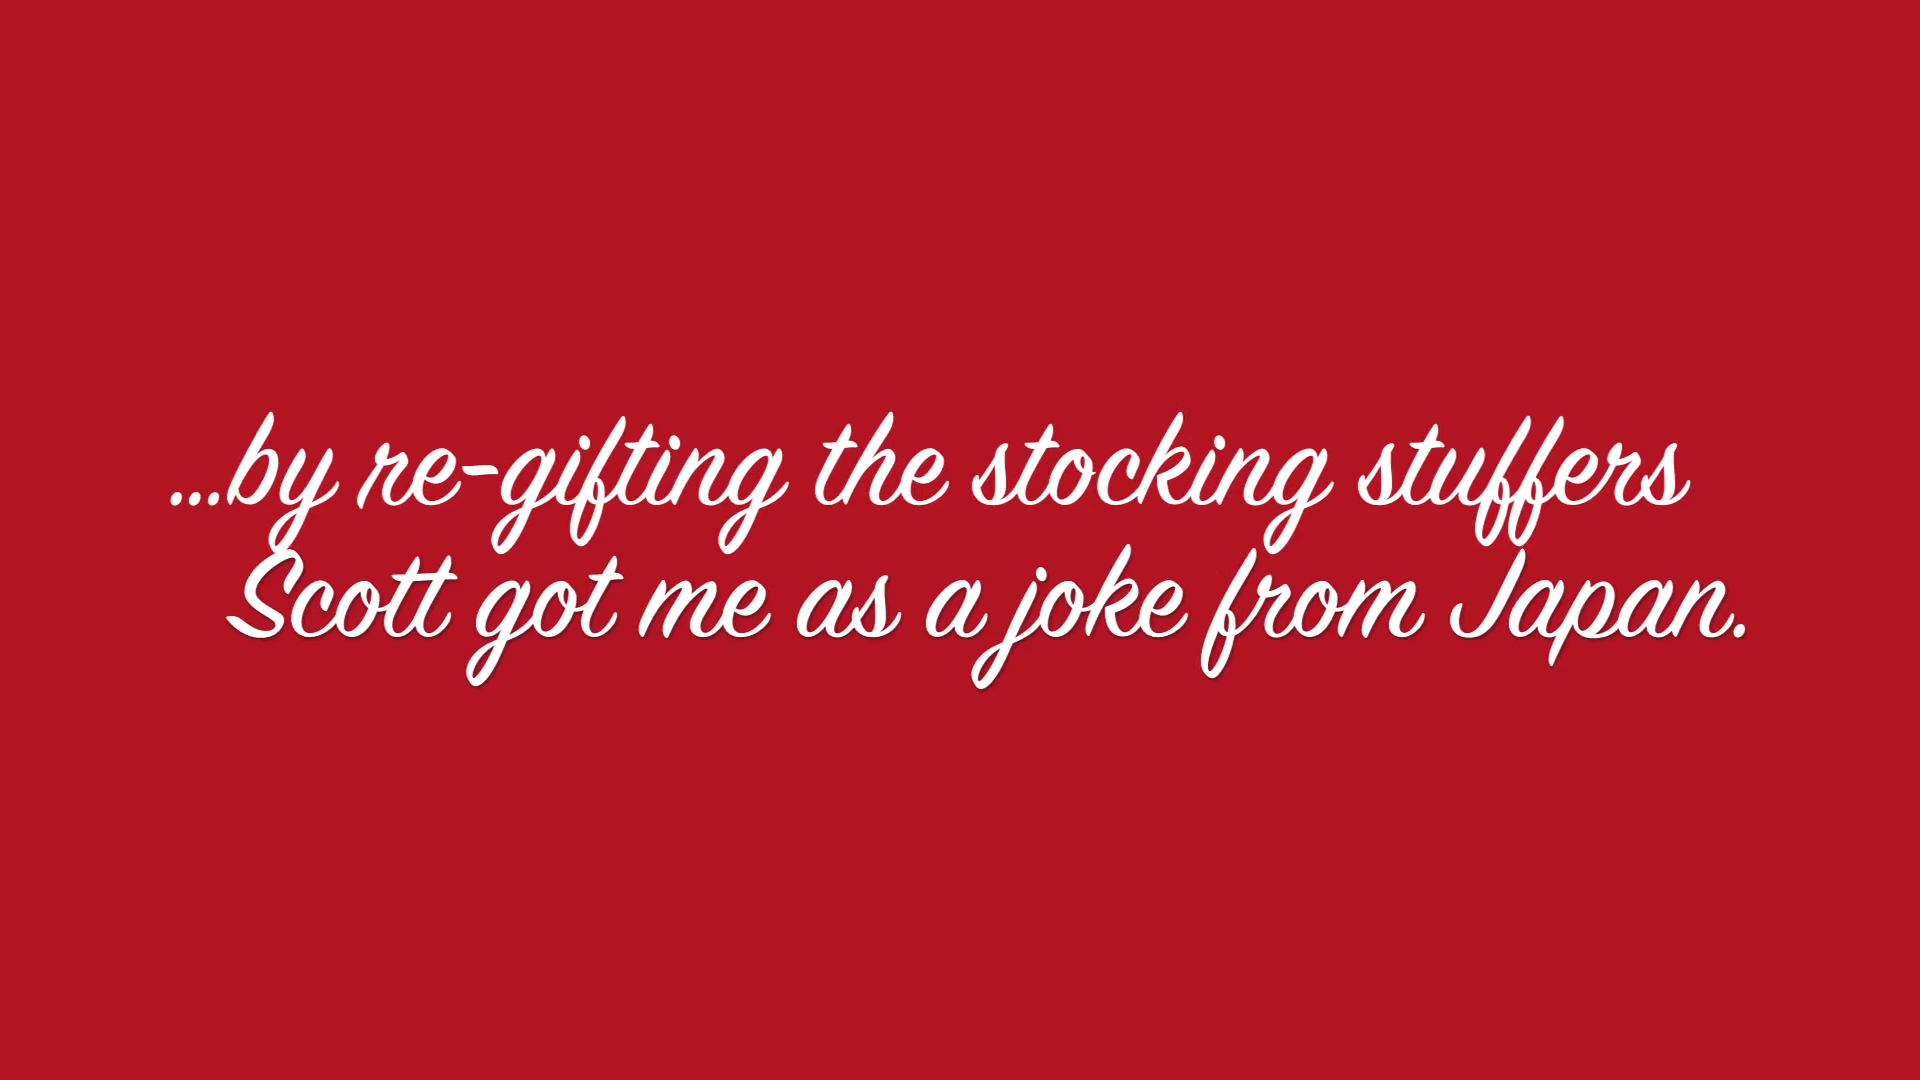 ...by re-gifting the stocking stuffers
Scott got me as a joke from Japan.